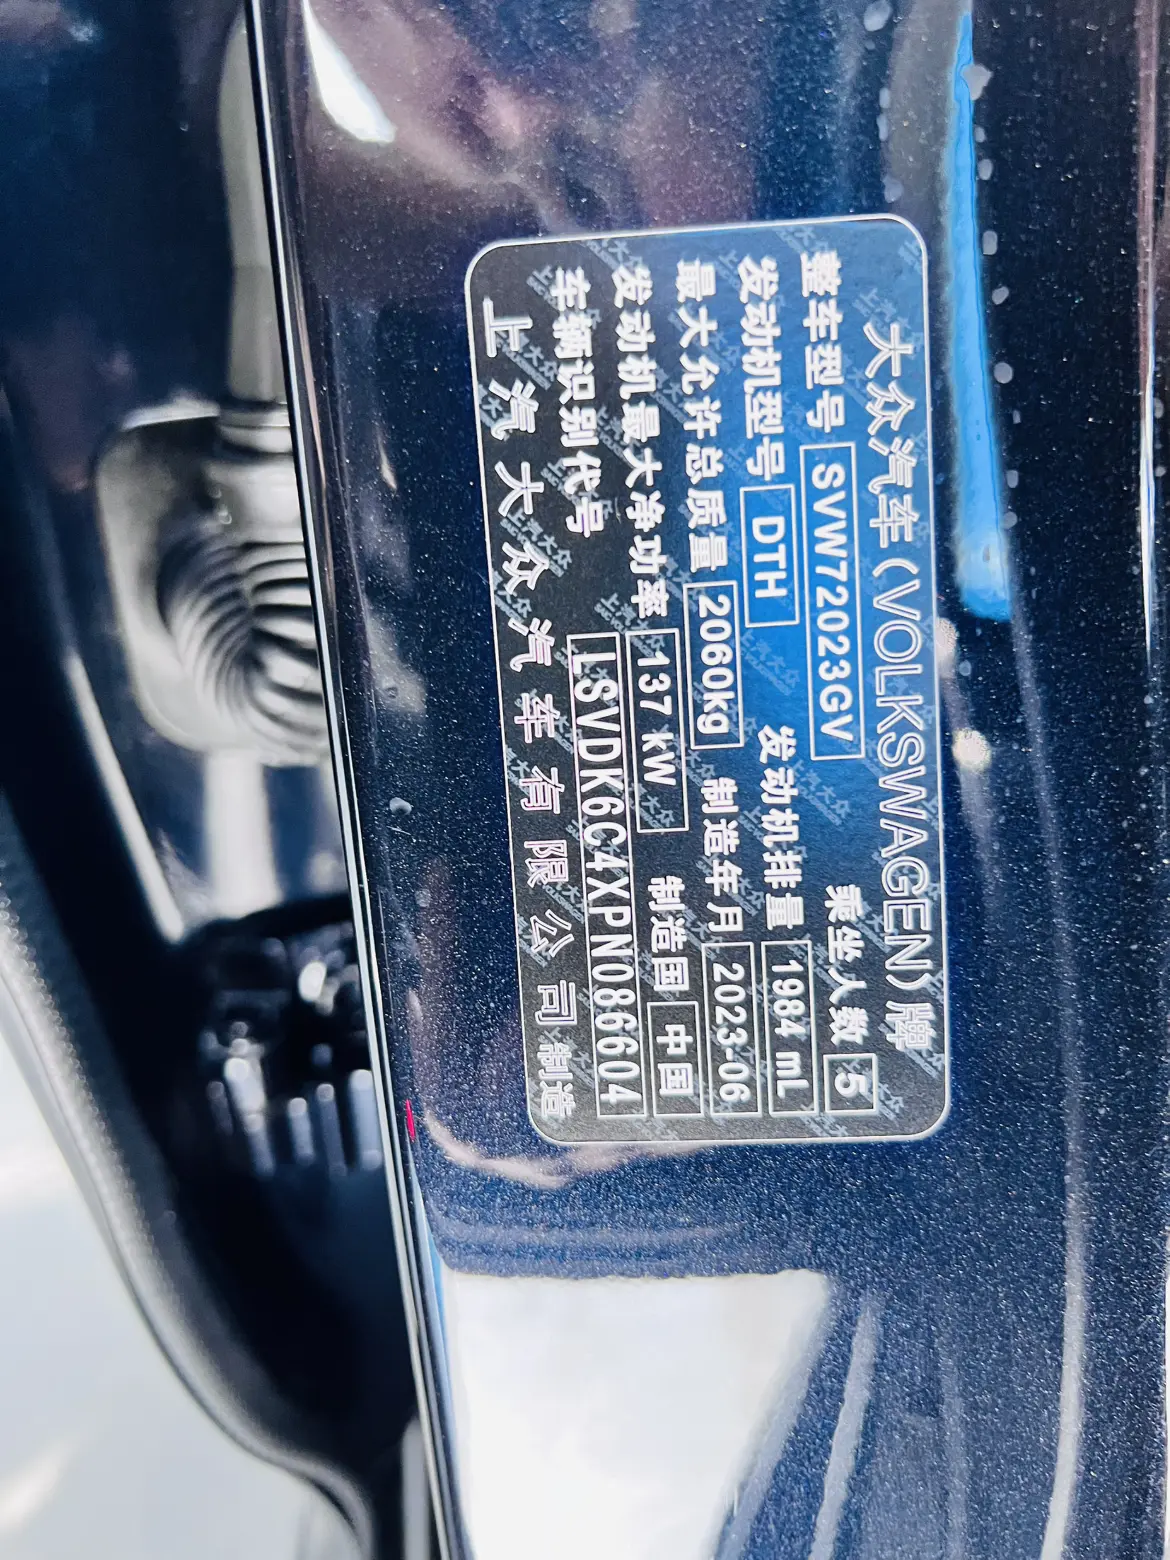 大众汽车(VOLKSWAGEN)牌
整车型号 SVW72023GV 乘坐人数 5
发动机型号 DTH 发动机排量 1984 mL
最大允许总质量 2060kg 制造年月 2023-06
发动机最大净功率 137 kW 制造国 中国
车辆识别代号 LSVDK6C4XPN086604
上汽大众汽车有限公司制造